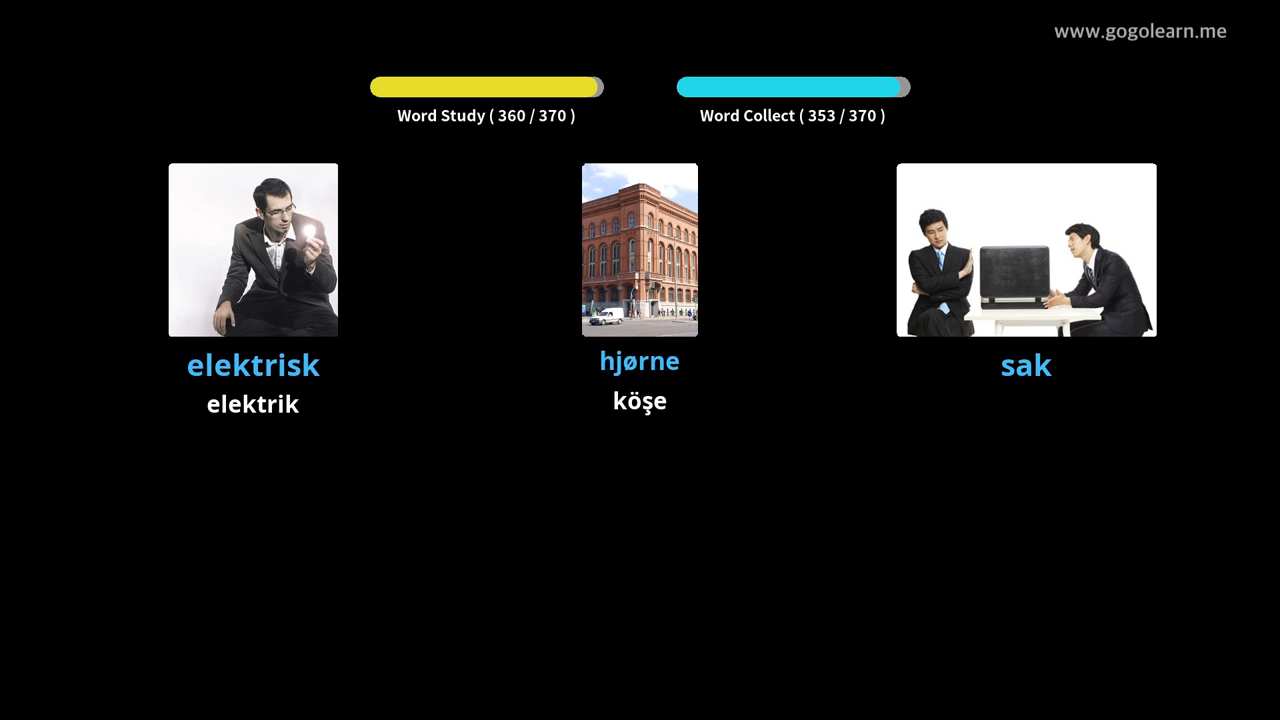 www.gogolearn.me
Word Study ( 360 / 370 )
Word Collect ( 353 / 370 )
elektrisk
elektrik
hjørne
köşe
sak